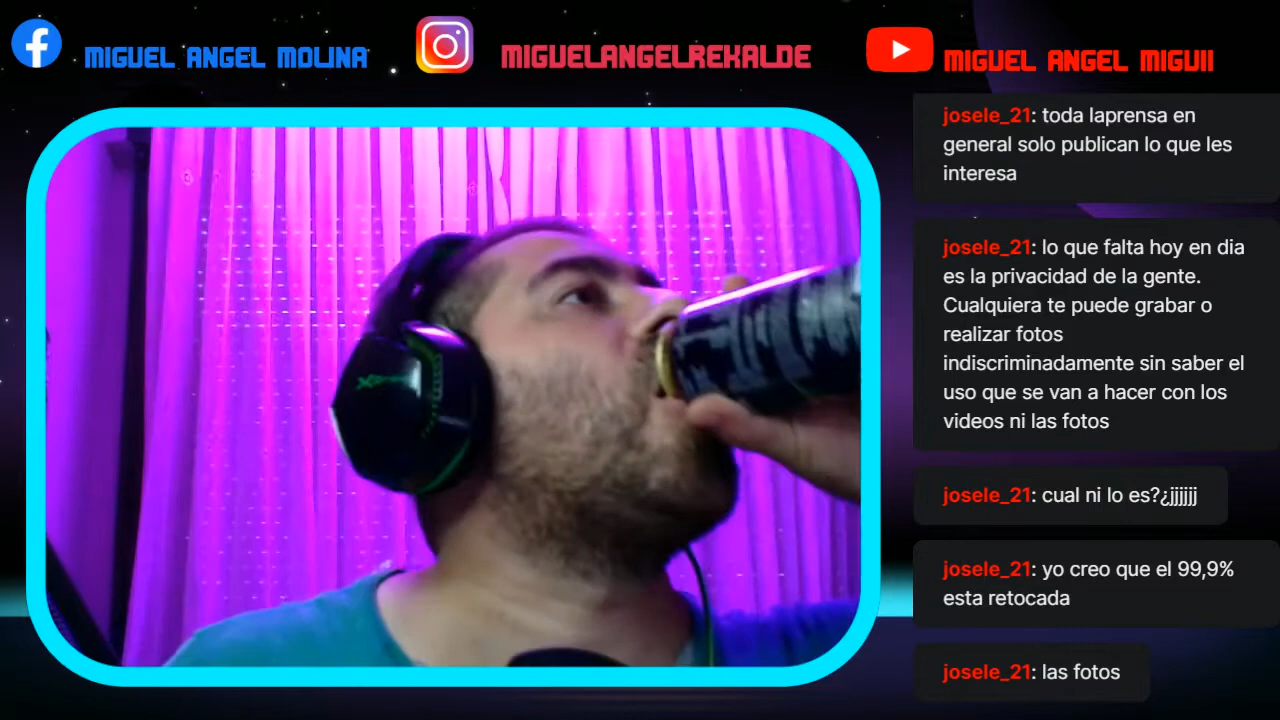 MIGUEL ANGEL MOLINA
MIGUELANGELREKALDE
MIGUEL ANGEL MIGUII
josele_21: toda laprensa en
general solo publican lo que les
interesa
josele_21: lo que falta hoy en dia
es la privacidad de la gente.
Cualquiera te puede grabar o
realizar fotos
indiscriminadamente sin saber el
uso que se van a hacer con los
videos ni las fotos
josele_21: cual ni lo es?¿jjjjjj
josele_21: yo creo que el 99,9%
esta retocada
josele_21: las fotos